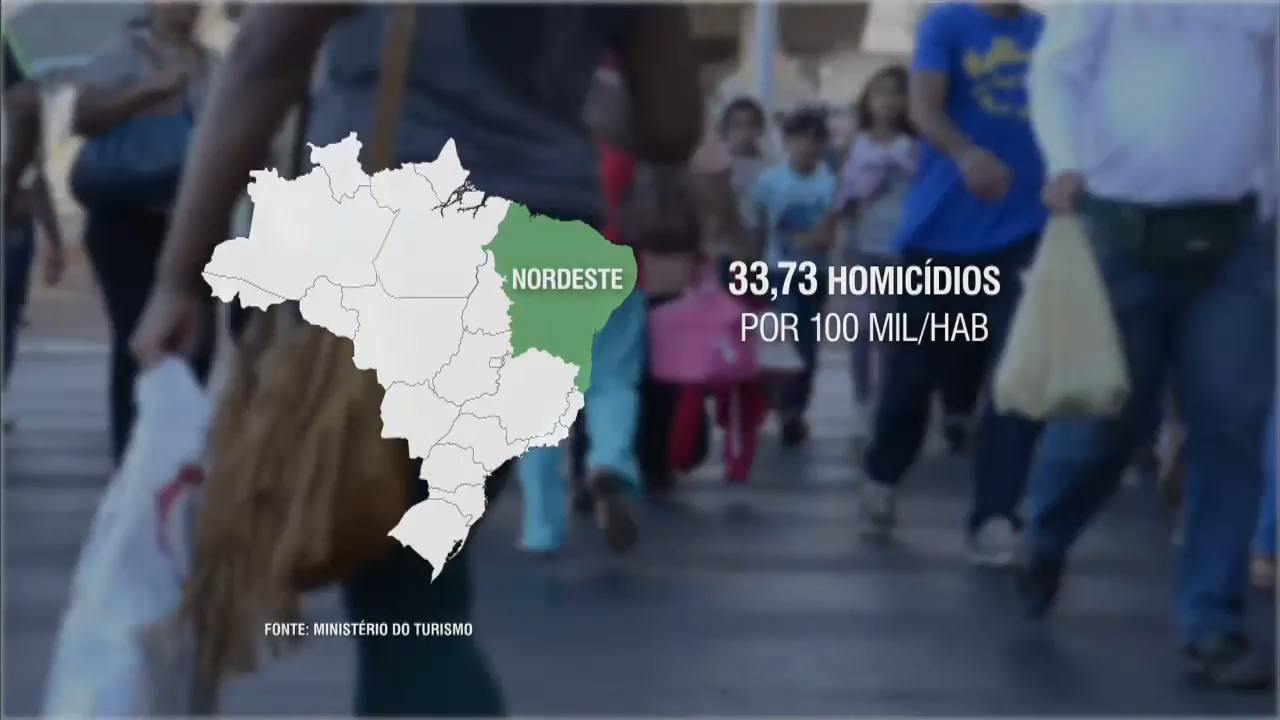 NORDESTE
33,73 HOMICÍDIOS
POR 100 MIL/HAB
FONTE: MINISTÉRIO DO TURISMO